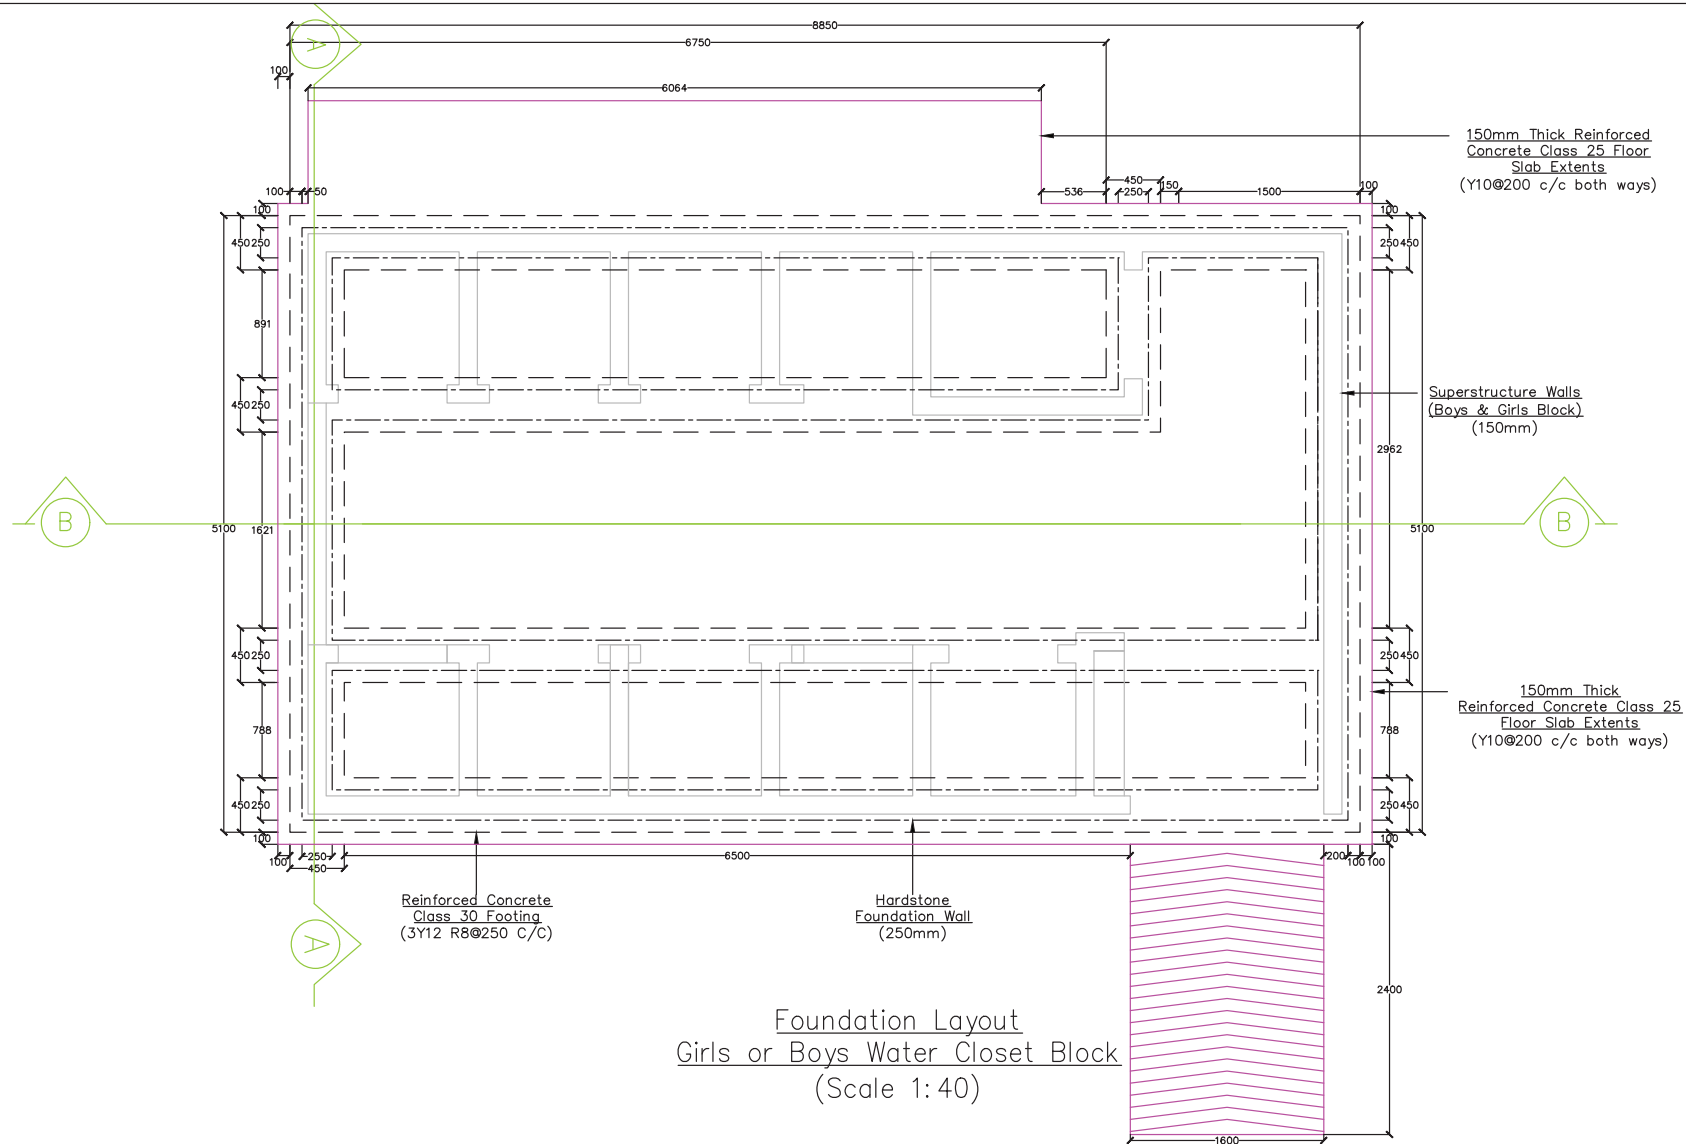 8850
A
6750
100
6064
150mm Thick Reinforced
Concrete Class 25 Floor
Slab Extents
(Y10@200 c/c both ways)
450
100 50 536 250 150 1500 100
100 100
450 250 250 450
891
450 250
Superstructure Walls
(Boys & Girls Block)
(150mm)
2962
B B
5100 1621 5100
450 250 250 450
150mm Thick
Reinforced Concrete Class 25
Floor Slab Extents
(Y10@200 c/c both ways)
788 788
450 250 250 450
100 100
100 250 6500 200 100 100
450
Reinforced Concrete
Class 30 Footing
(3Y12 R8@250 C/C)
Hardstone
Foundation Wall
(250mm)
A
2400
Foundation Layout
Girls or Boys Water Closet Block
(Scale 1:40)
1600